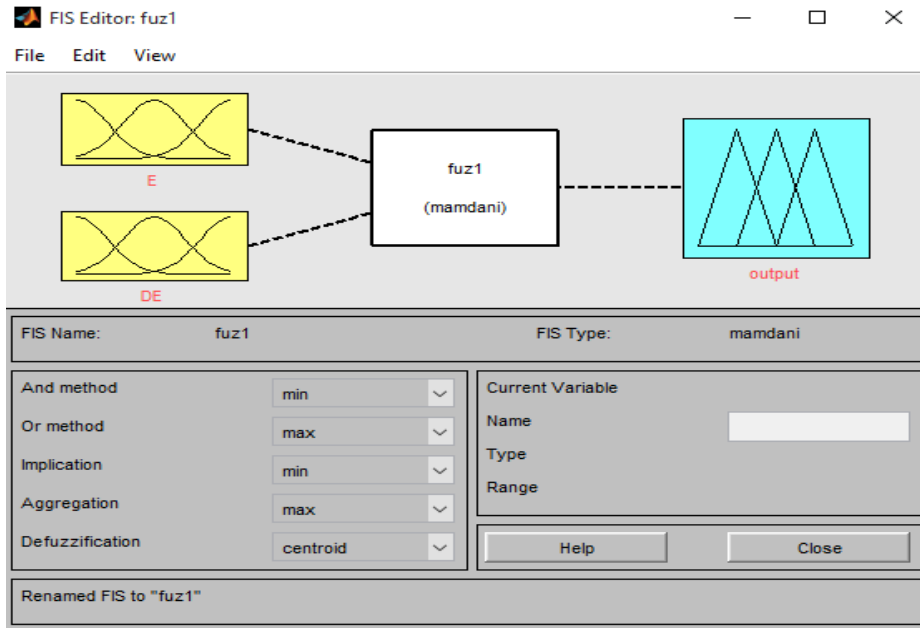 FIS Editor: fuz1
File Edit View
E
DE
fuz1
(mamdani)
output
FIS Name: fuz1 FIS Type: mamdani
And method min
Or method max
Implication min
Aggregation max
Defuzzification centroid
Current Variable
Name
Type
Range
Help Close
Renamed FIS to "fuz1"